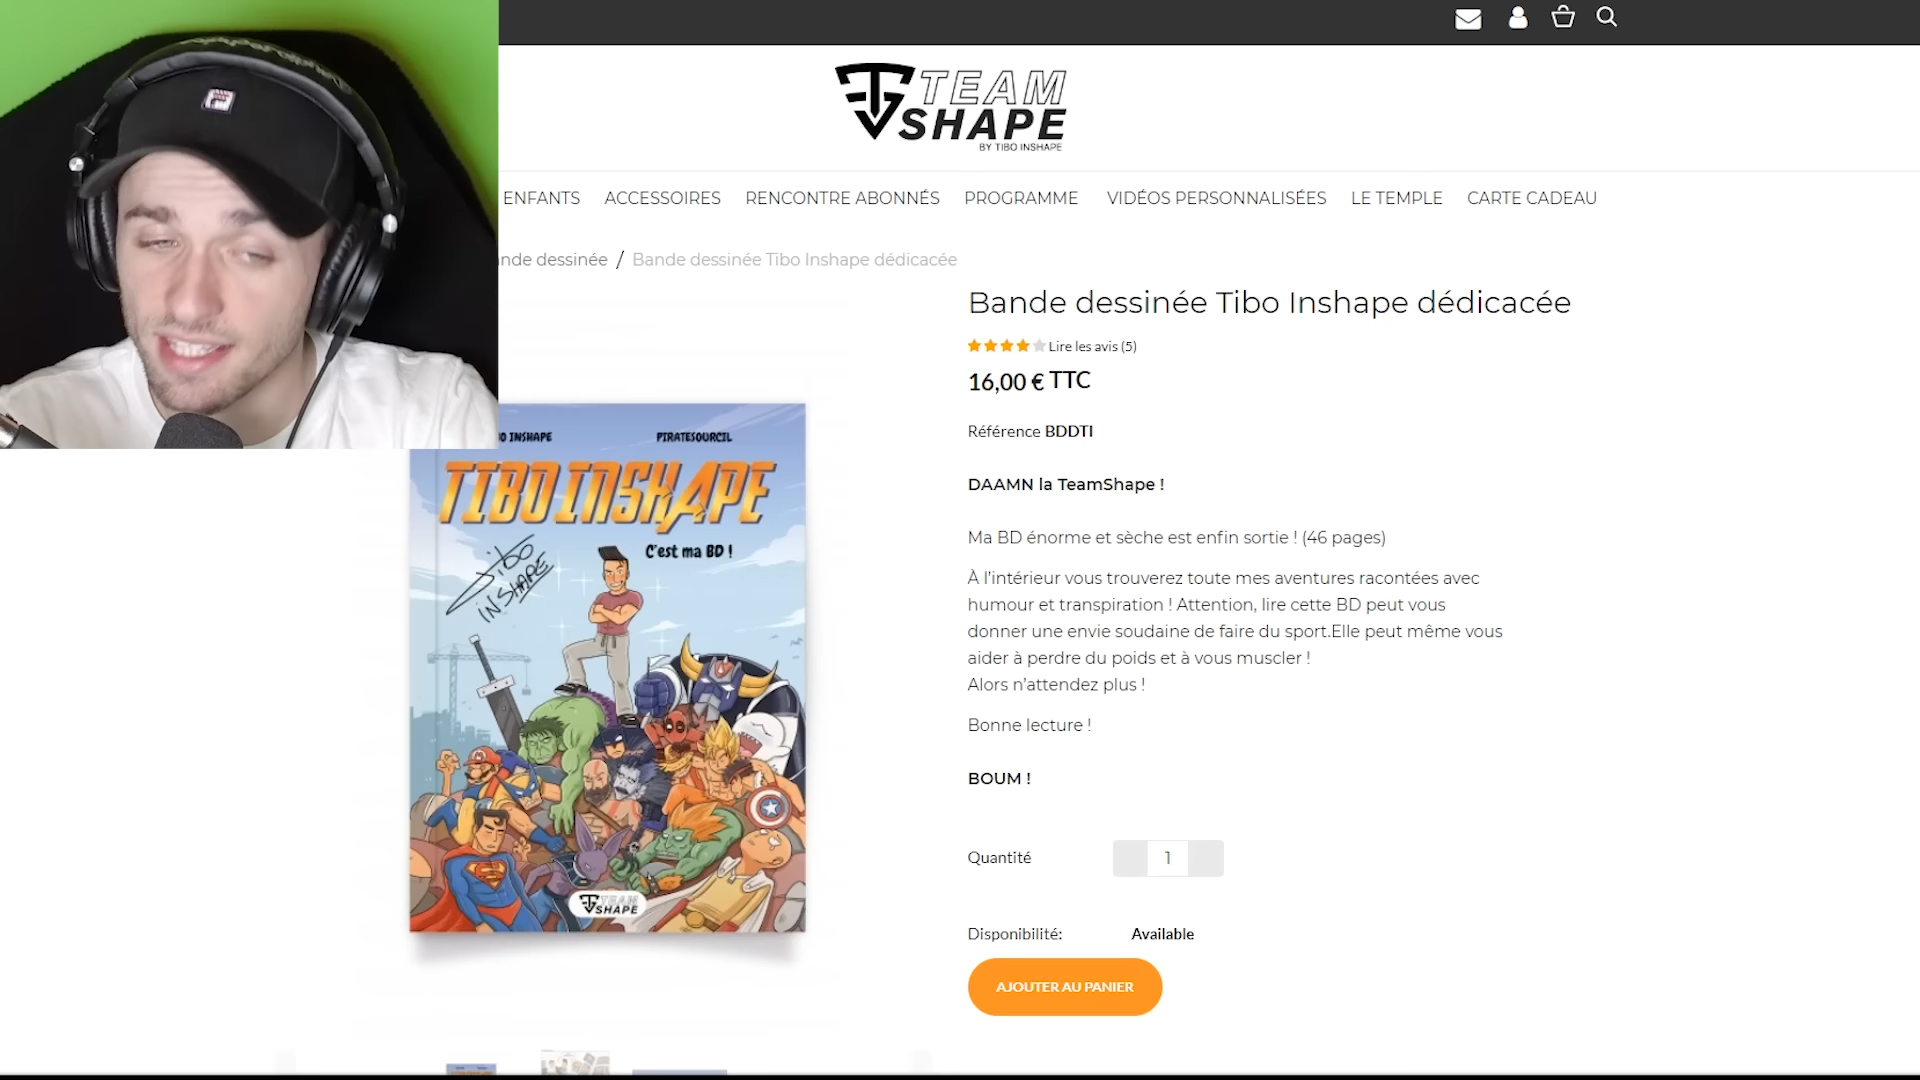 TEAM
SHAPE
BY TIBO INSHAPE
ENFANTS ACCESSOIRES RENCONTRE ABONNÉS PROGRAMME VIDÉOS PERSONNALISÉES LE TEMPLE CARTE CADEAU
nde dessinée / Bande dessinée Tibo Inshape dédicacée
Bande dessinée Tibo Inshape dédicacée
Lire les avis (5)
16,00 € TTC
Référence BDDTI
DAAMN la TeamShape !
Ma BD énorme et sèche est enfin sortie ! (46 pages)
À l'intérieur vous trouverez toute mes aventures racontées avec
humour et transpiration ! Attention, lire cette BD peut vous
donner une envie soudaine de faire du sport.Elle peut même vous
aider à perdre du poids et à vous muscler !
Alors n'attendez plus !
Bonne lecture !
BOUM !
Quantité 1
Disponibilité: Available
AJOUTER AU PANIER
O INSHAPE PIRATESOURCIL
TIBO INSHAPE
C'est ma BD !
Tibo
INSHAPE
TEAM
SHAPE